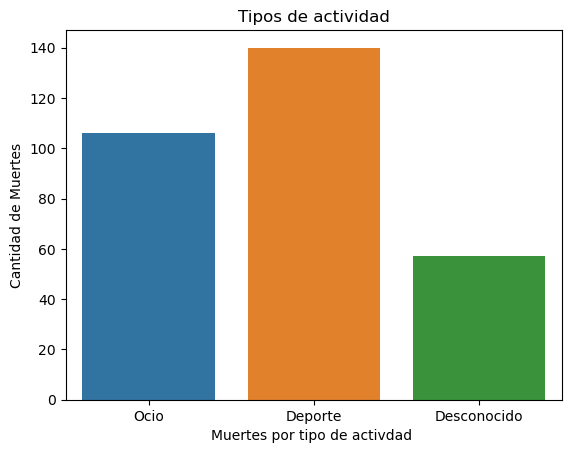 Tipos de actividad
Cantidad de Muertes
140
120
100
80
60
40
20
0
Ocio
Deporte
Desconocido
Muertes por tipo de activdad